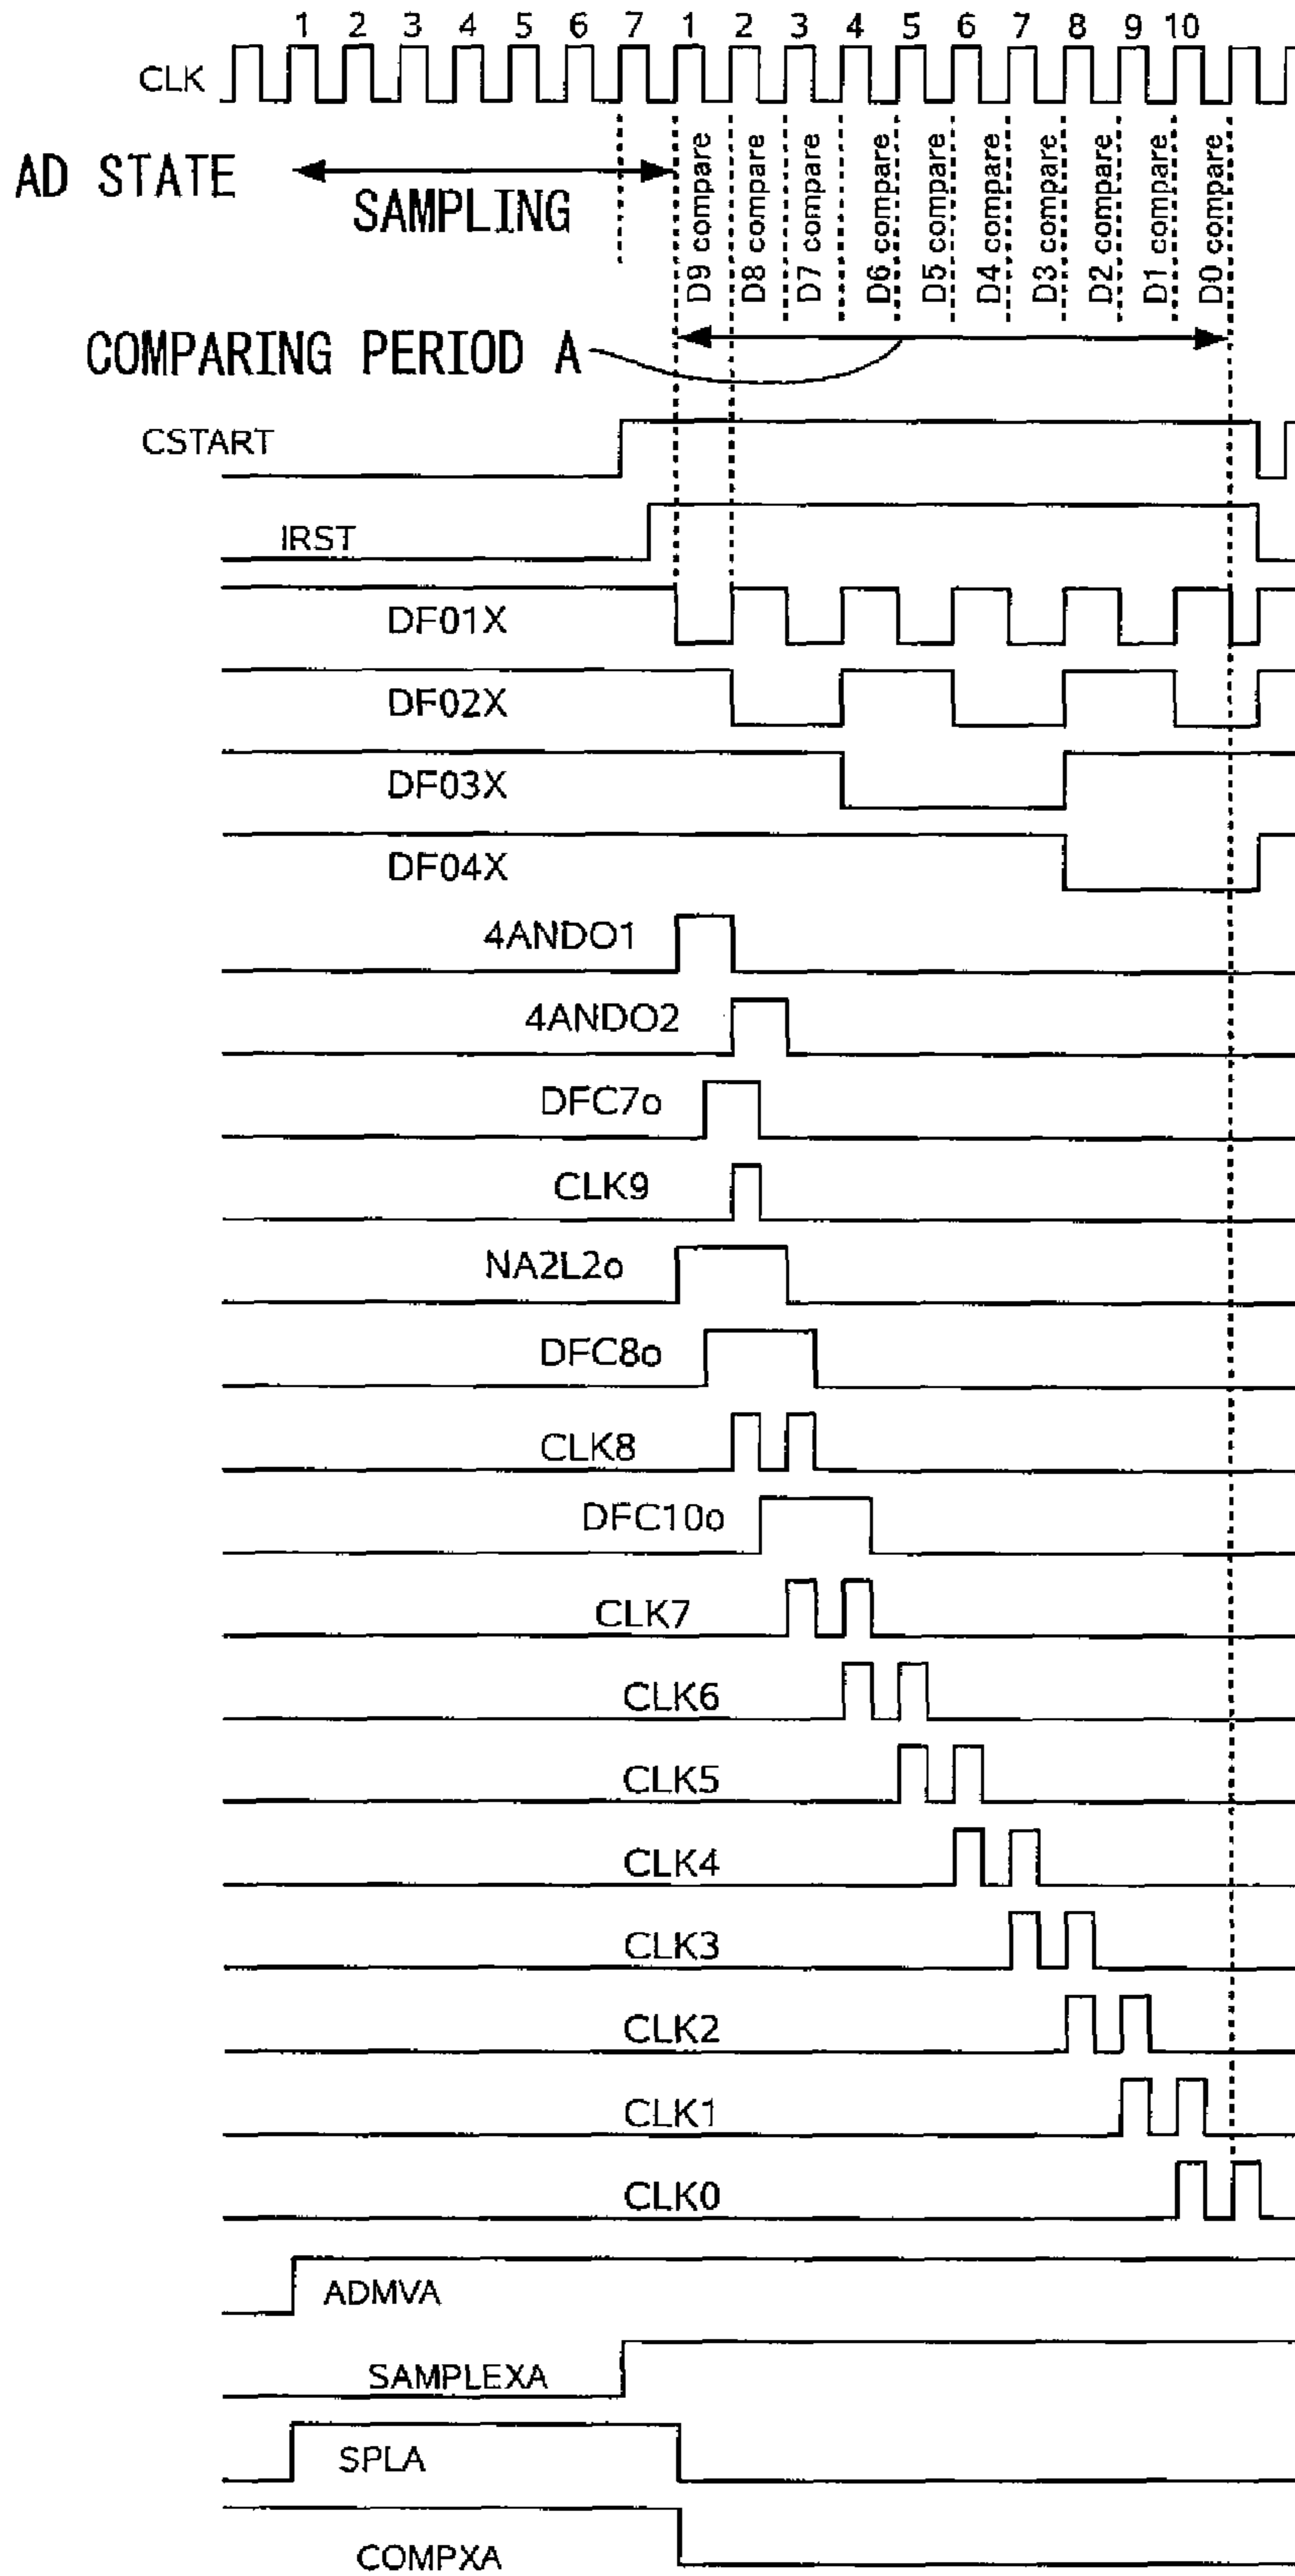 1 2 3 4 5 6 7 1 2 3 4 5 6 7 8 9 10
CLK
AD STATE
SAMPLING
D9 compare
D8 compare
D7 compare
D6 compare
D5 compare
D4 compare
D3 compare
D2 compare
D1 compare
D0 compare
COMPARING PERIOD A
CSTART
IRST
DF01X
DF02X
DF03X
DF04X
4ANDO1
4ANDO2
DFC7o
CLK9
NA2L2o
DFC8o
CLK8
DFC10o
CLK7
CLK6
CLK5
CLK4
CLK3
CLK2
CLK1
CLK0
ADMVA
SAMPLEXA
SPLA
COMPXA